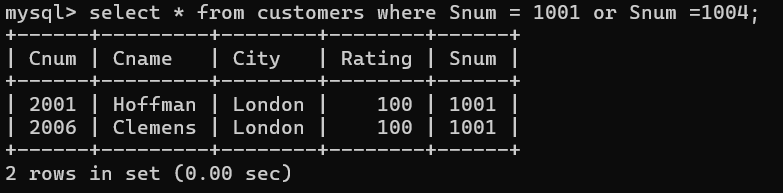 mysql> select * from customers where Snum = 1001 or Snum =1004;
+------+---------+--------+--------+------+
| Cnum | Cname   | City   | Rating | Snum |
+------+---------+--------+--------+------+
| 2001 | Hoffman | London |    100 | 1001 |
| 2006 | Clemens | London |    100 | 1001 |
+------+---------+--------+--------+------+
2 rows in set (0.00 sec)